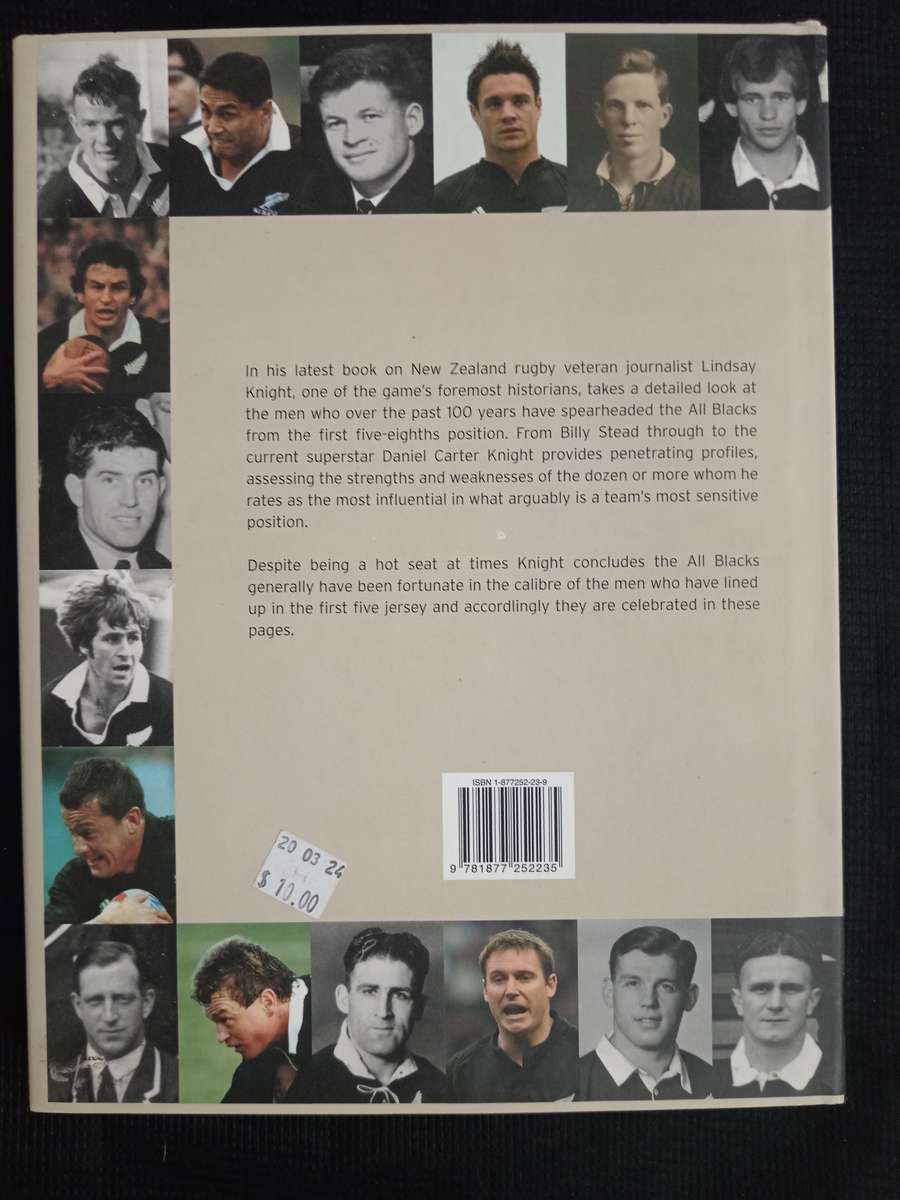 In his latest book on New Zealand rugby veteran journalist Lindsay
Knight, one of the game's foremost historians, takes a detailed look at
the men who over the past 100 years have spearheaded the All Blacks
from the first five-eighths position. From Billy Stead through to the
current superstar Daniel Carter Knight provides penetrating profiles,
assessing the strengths and weaknesses of the dozen or more whom he
rates as the most influential in what arguably is a team's most sensitive
position.
Despite being a hot seat at times Knight concludes the All Blacks
generally have been fortunate in the calibre of the men who have lined
up in the first five jersey and accordlingly they are celebrated in these
pages.
ISBN 1-877252-23-9
9 781877 252235
20 03 24
$ 10.00